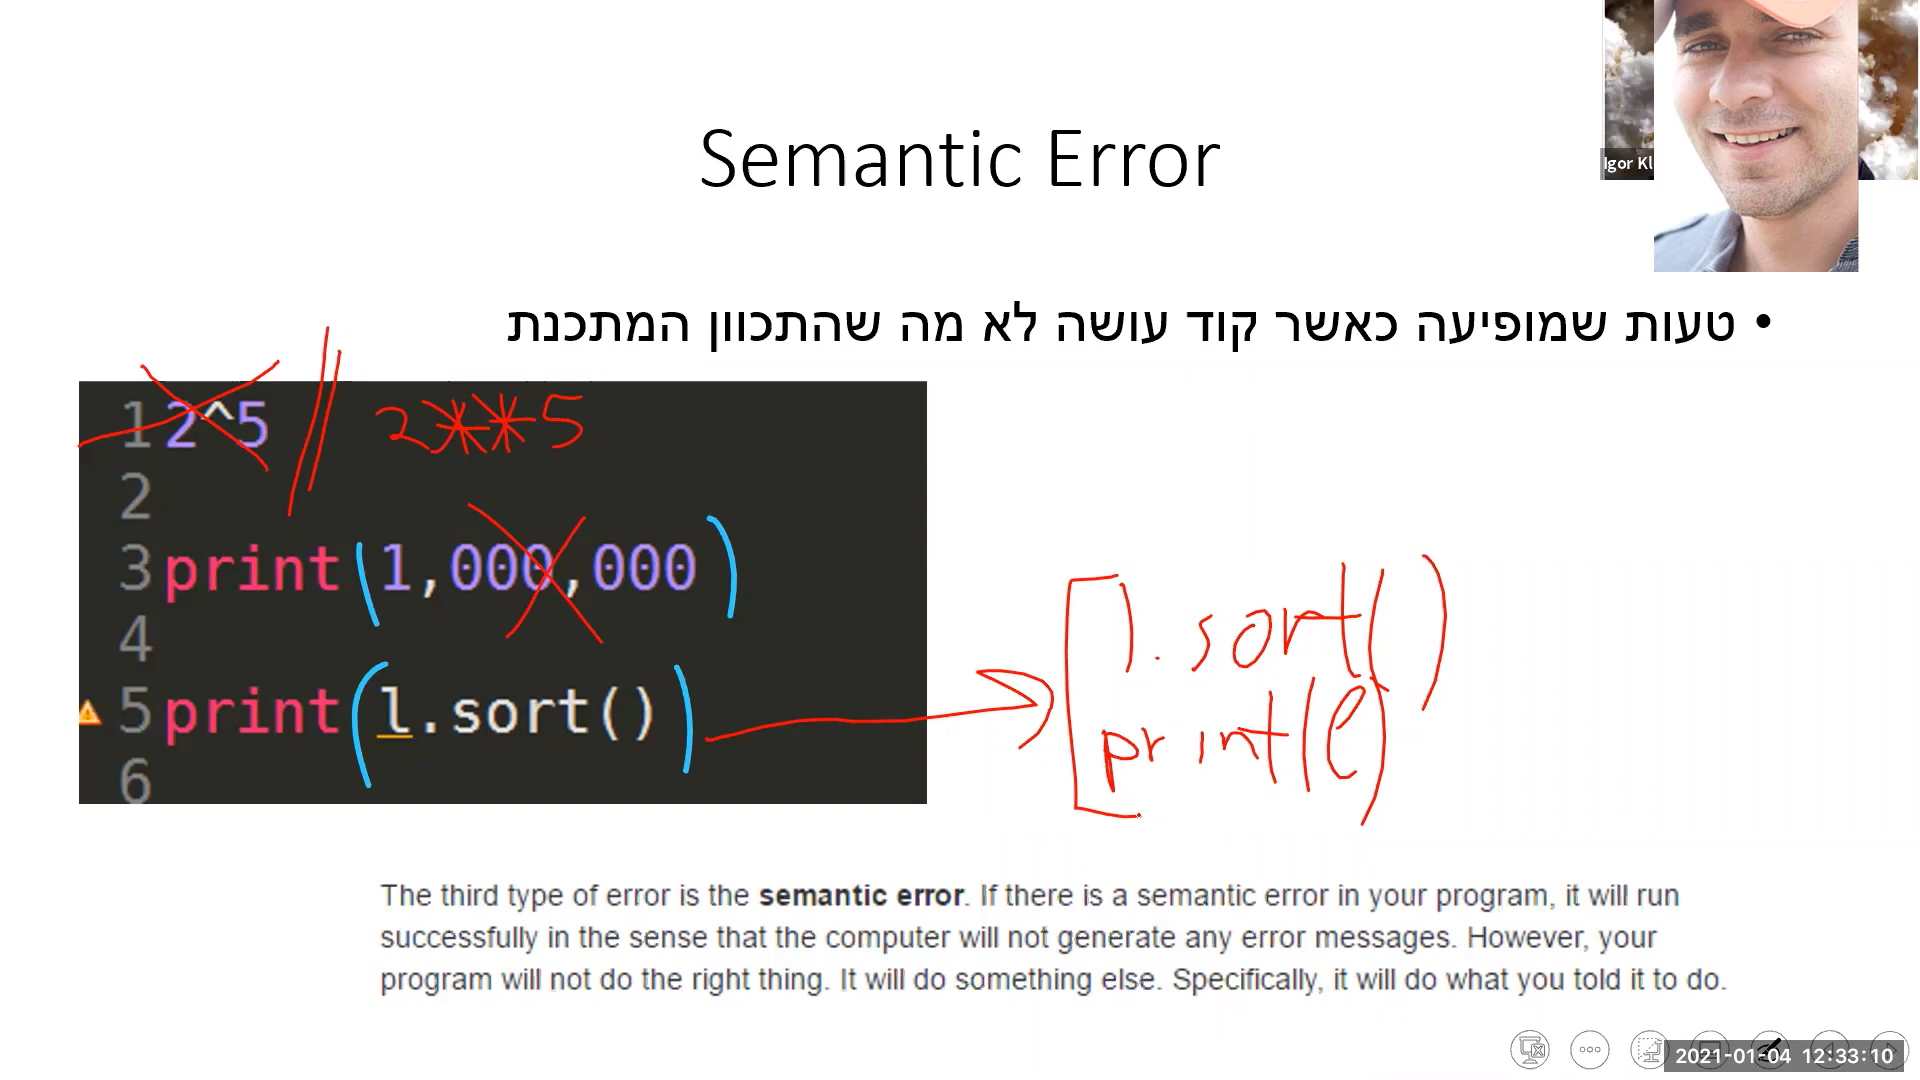 Igor Kl
Semantic Error
• טעות שמופיעה כאשר קוד עושה לא מה שהתכוון המתכנת
1 2^5
2**5
2
3 print(1,000,000)
4
5 print(l.sort())
6
l.sort()
print(l)
The third type of error is the semantic error. If there is a semantic error in your program, it will run
successfully in the sense that the computer will not generate any error messages. However, your
program will not do the right thing. It will do something else. Specifically, it will do what you told it to do.
2021-01-04 12:33:10